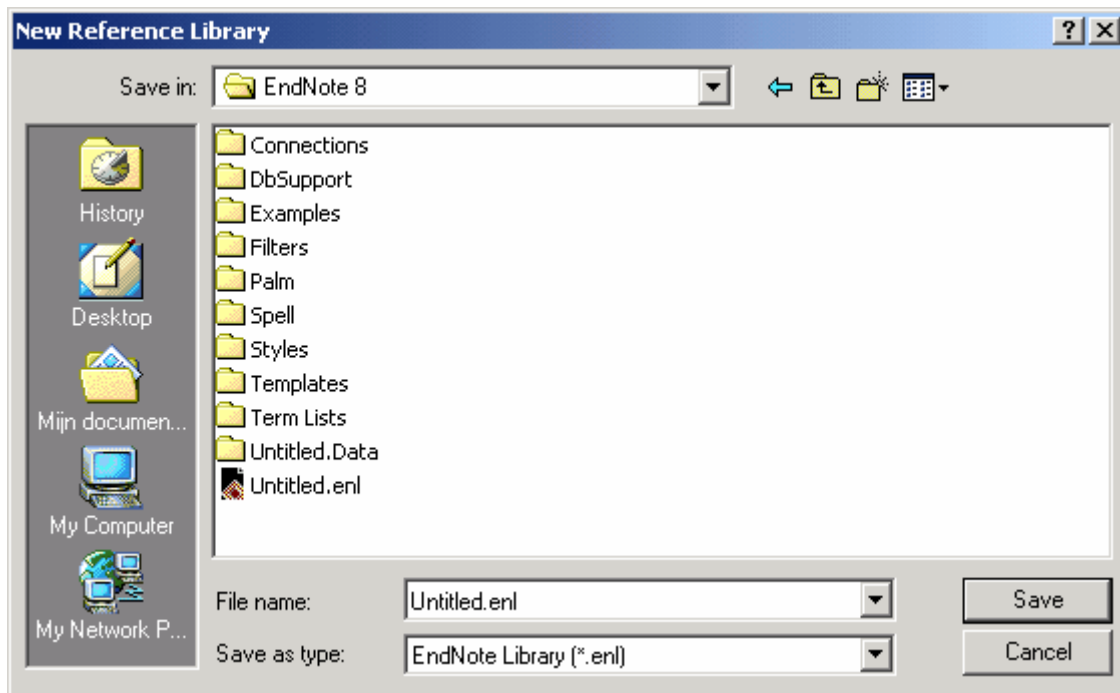 New Reference Library
Save in: EndNote 8
History
Desktop
Mijn documen...
My Computer
My Network P...
Connections
DbSupport
Examples
Filters
Palm
Spell
Styles
Templates
Term Lists
Untitled.Data
Untitled.enl
File name: Untitled.enl Save
Save as type: EndNote Library (*.enl) Cancel